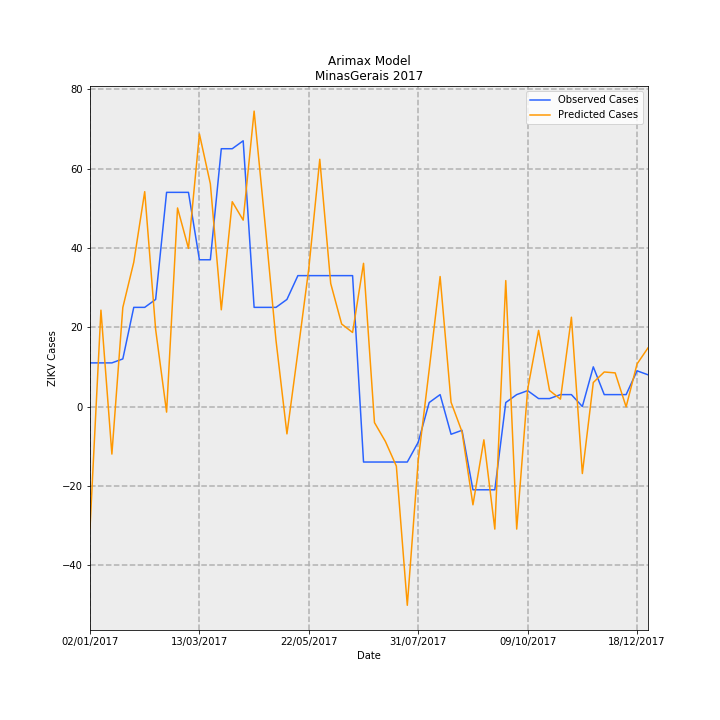 Arimax Model
MinasGerais 2017
Observed Cases
Predicted Cases
ZIKV Cases
80
60
40
20
0
−20
−40
02/01/2017
13/03/2017
22/05/2017
31/07/2017
09/10/2017
18/12/2017
Date